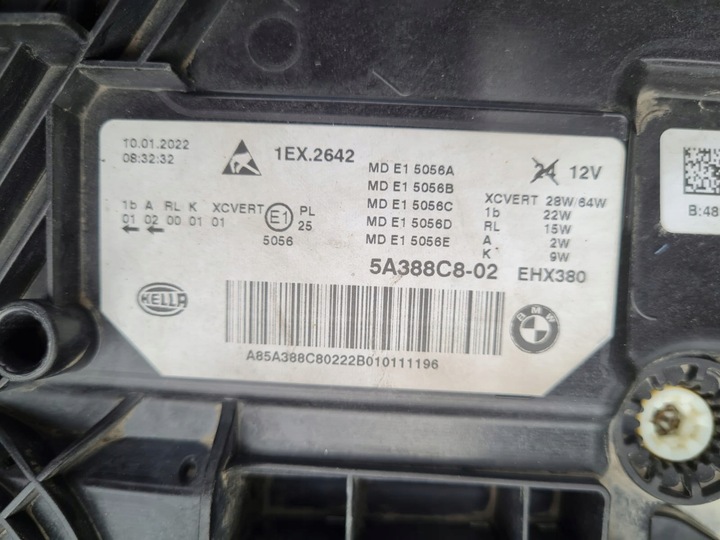 10.01.2022
08:32:32
1EX.2642
MD E1 5056A
MD E1 5056B
MD E1 5056C
MD E1 5056D
MD E1 5056E
24 12V
XCVERT 28W/64W
1b 22W
RL 15W
A 2W
K 9W
1b A RL K XCVERT E1 PL
01 02 00 01 01 25
5056
5A388C8-02 EHX380
HELLA
BMW
A85A388C80222B010111196
B:48